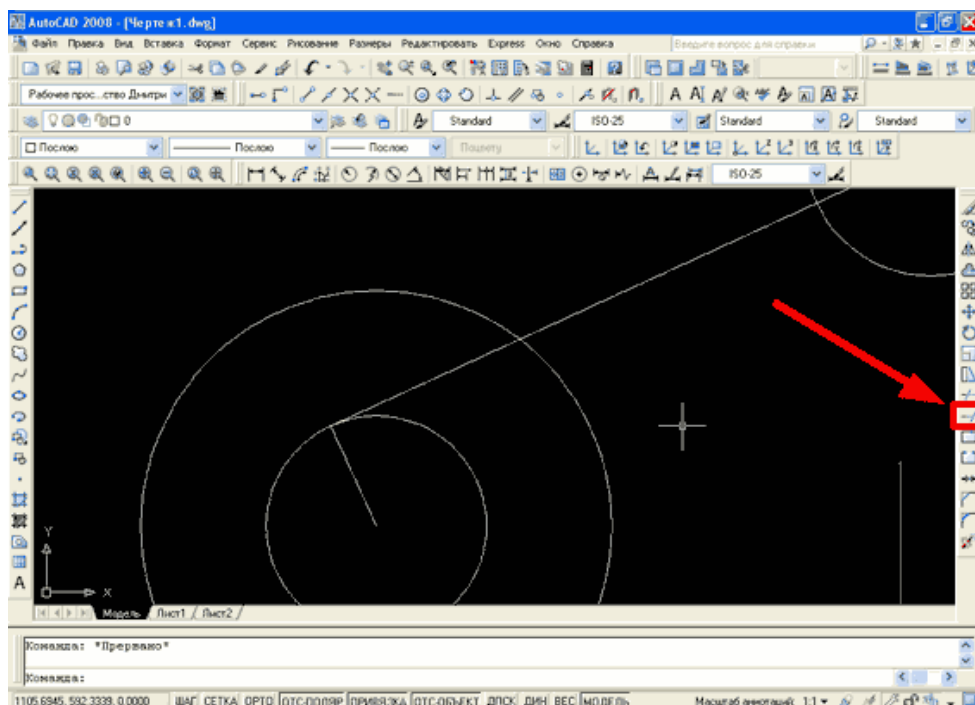 AutoCAD 2008 - [Чертеж1.dwg]
Файл Правка Вид Вставка Формат Сервис Рисование Размеры Редактировать Express Окно Справка Введите вопрос для справки
Рабочее прос...ство Дмитри
0 Standard ISO-25 Standard Standard
Послою Послою Послою Поцвету
ISO-25
Y
X
A
Модель Лист1 Лист2
Команда: *Прервано*
Команда:
1105.6945, 592.3339, 0.0000 ШАГ СЕТКА ОРТО ОТС-ПОЛЯР ПРИВЯЗКА ОТС-ОБЪЕКТ ДПСК ДИН ВЕС МОДЕЛЬ Масштаб аннотаций: 1:1